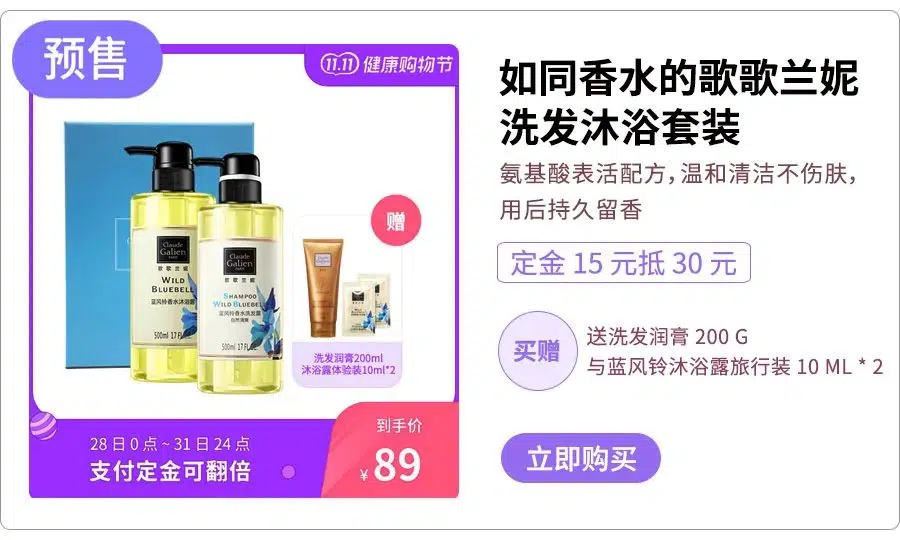 预售
11.11 健康购物节
如同香水的歌歌兰妮
洗发沐浴套装
氨基酸表活配方，温和清洁不伤肤，
用后持久留香
定金 15 元抵 30 元
买赠
送洗发润膏 200 G
与蓝风铃沐浴露旅行装 10 ML * 2
立即购买
赠
Claude
Galien
PARIS
歌歌兰妮
WILD
BLUEBELL
蓝风铃香水沐浴露
500ml 17 FL
Claude
Galien
PARIS
歌歌兰妮
SHAMPOO
WILD BLUEBELL
蓝风铃香水洗发露
自然清爽
500ml 17 FL
洗发润膏200ml
沐浴露体验装10ml*2
28 日 0 点 ~ 31 日 24 点
支付定金可翻倍
到手价
¥ 89